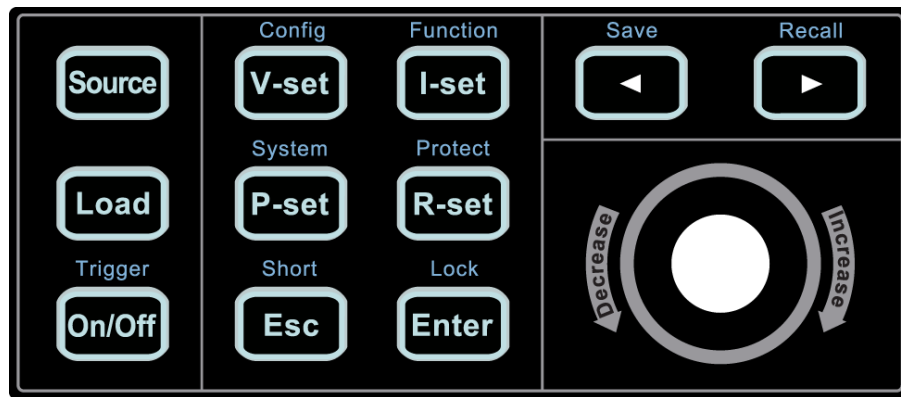 Config Function Save Recall
Source V-set I-set ◄ ►
System Protect
Load P-set R-set
Decrease Increase
Trigger Short Lock
On/Off Esc Enter